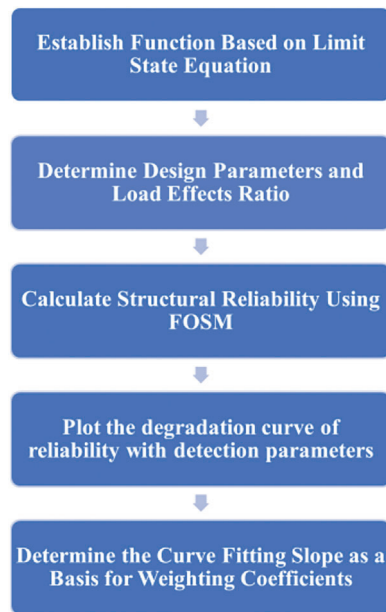 Establish Function Based on Limit
State Equation
Determine Design Parameters and
Load Effects Ratio
Calculate Structural Reliability Using
FOSM
Plot the degradation curve of
reliability with detection parameters
Determine the Curve Fitting Slope as a
Basis for Weighting Coefficients